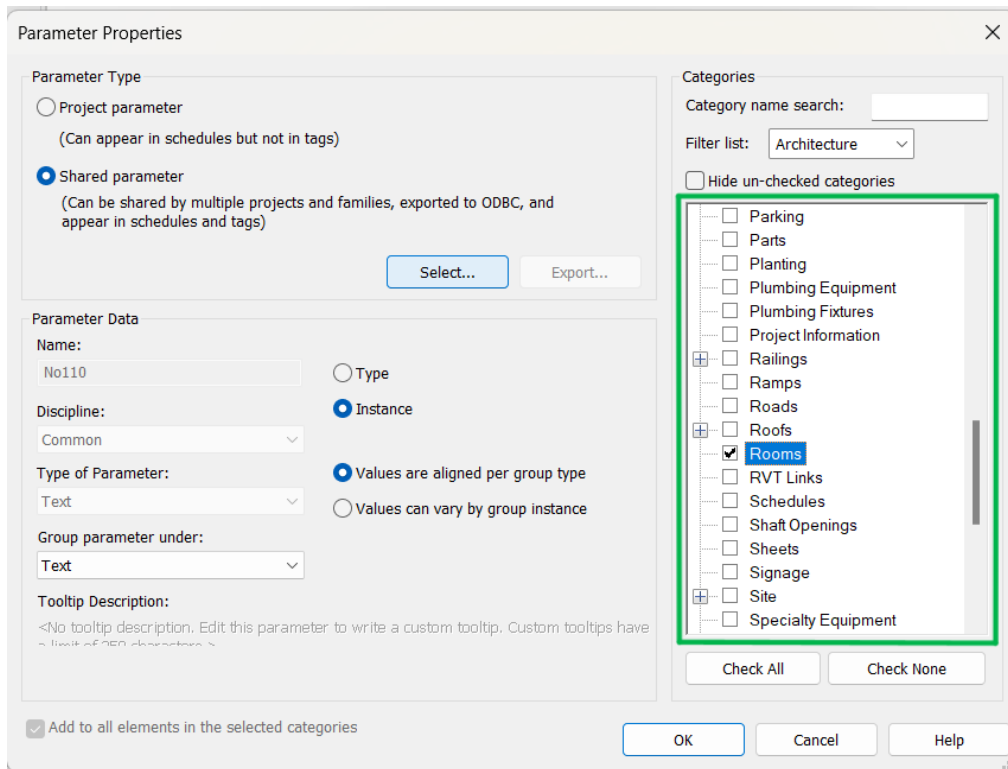 Parameter Properties
Parameter Type
Project parameter
(Can appear in schedules but not in tags)
Shared parameter
(Can be shared by multiple projects and families, exported to ODBC, and
appear in schedules and tags)
Select...
Export...
Parameter Data
Name:
No110
Type
Discipline:
Instance
Common
Type of Parameter:
Values are aligned per group type
Text
Values can vary by group instance
Group parameter under:
Text
Tooltip Description:
<No tooltip description. Edit this parameter to write a custom tooltip. Custom tooltips have
a limit of 250 characters.>
Add to all elements in the selected categories
Categories
Category name search:
Filter list:
Architecture
Hide un-checked categories
Parking
Parts
Planting
Plumbing Equipment
Plumbing Fixtures
Project Information
Railings
Ramps
Roads
Roofs
Rooms
RVT Links
Schedules
Shaft Openings
Sheets
Signage
Site
Specialty Equipment
Check All
Check None
OK
Cancel
Help